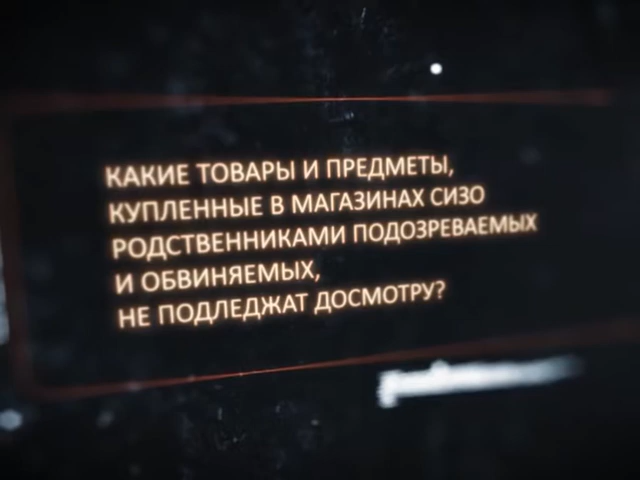 КАКИЕ ТОВАРЫ И ПРЕДМЕТЫ,
КУПЛЕННЫЕ В МАГАЗИНАХ СИЗО
РОДСТВЕННИКАМИ ПОДОЗРЕВАЕМЫХ
И ОБВИНЯЕМЫХ,
НЕ ПОДЛЕДЖАТ ДОСМОТРУ?